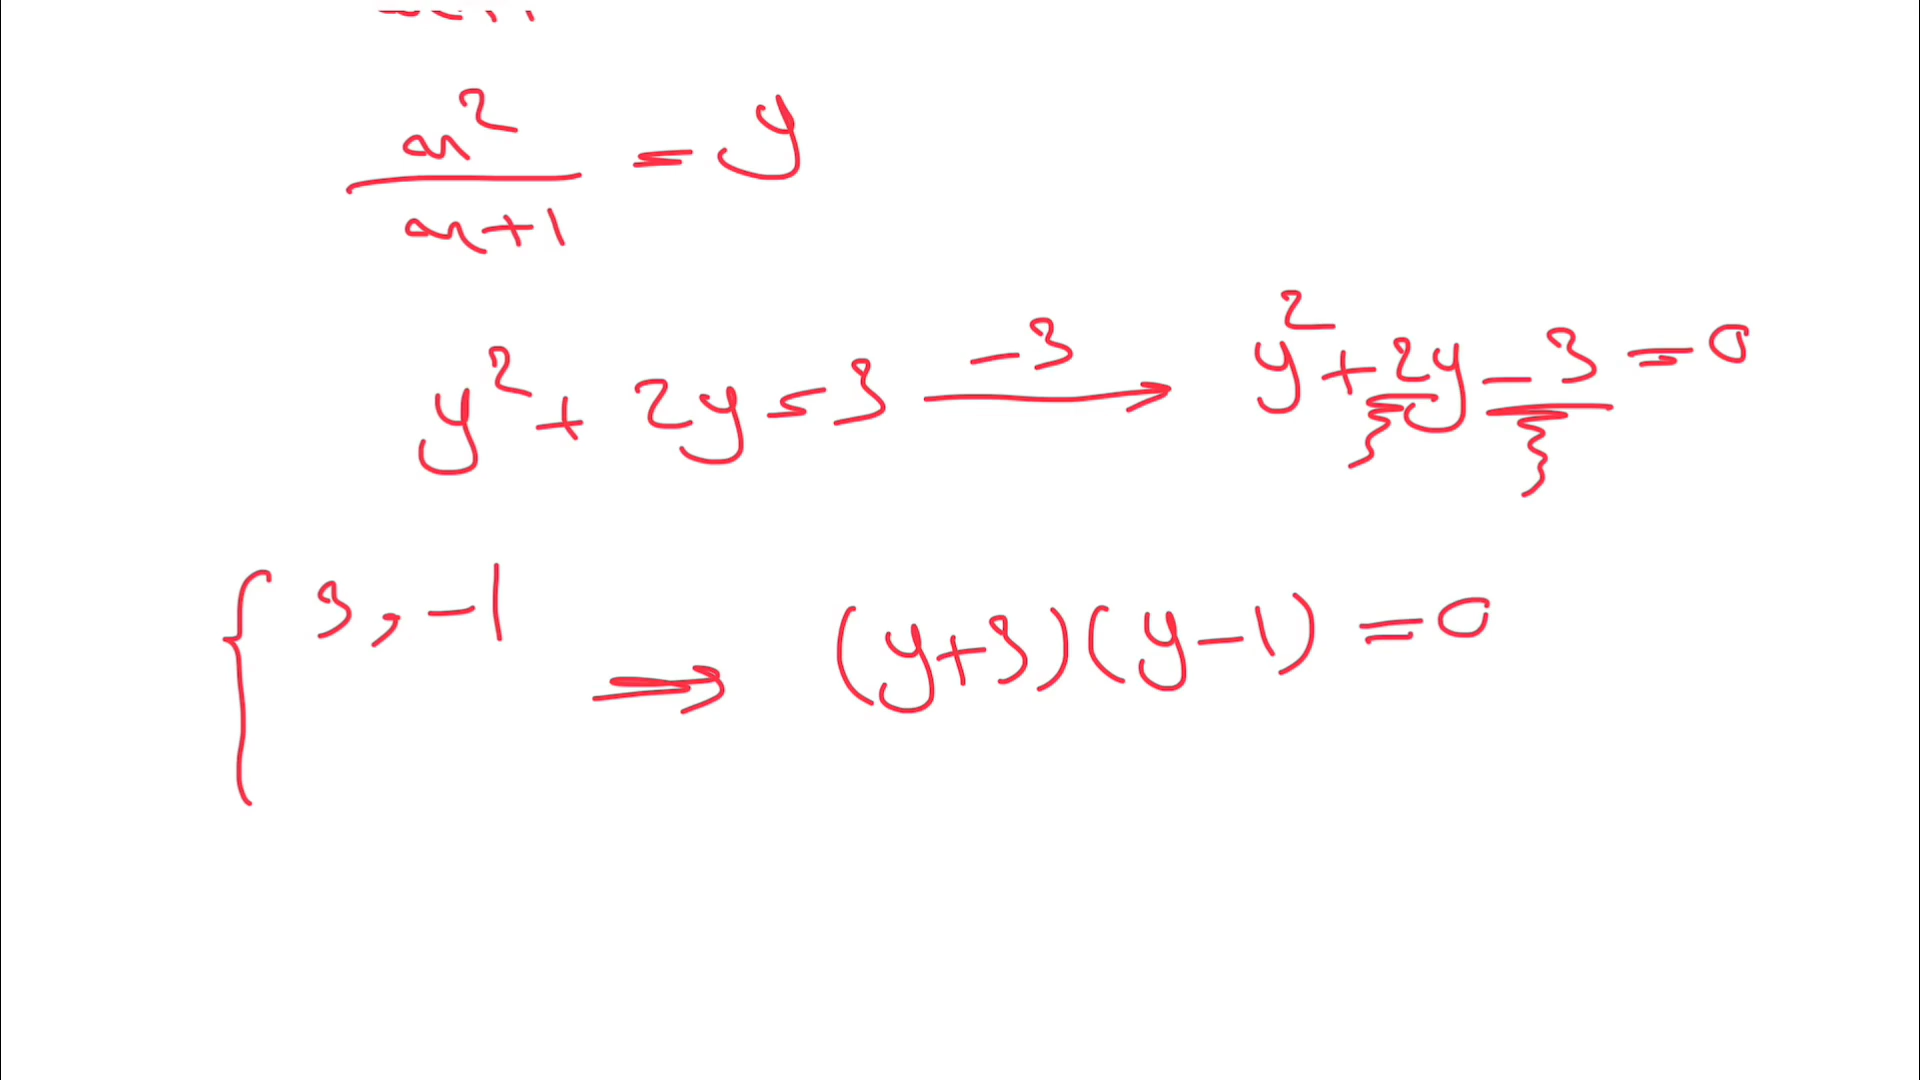 x²/(x+1) = y
y² + 2y = 3 —(−3)→ y² + 2y − 3 = 0
{ 3, −1 ⇒ (y+3)(y−1) = 0